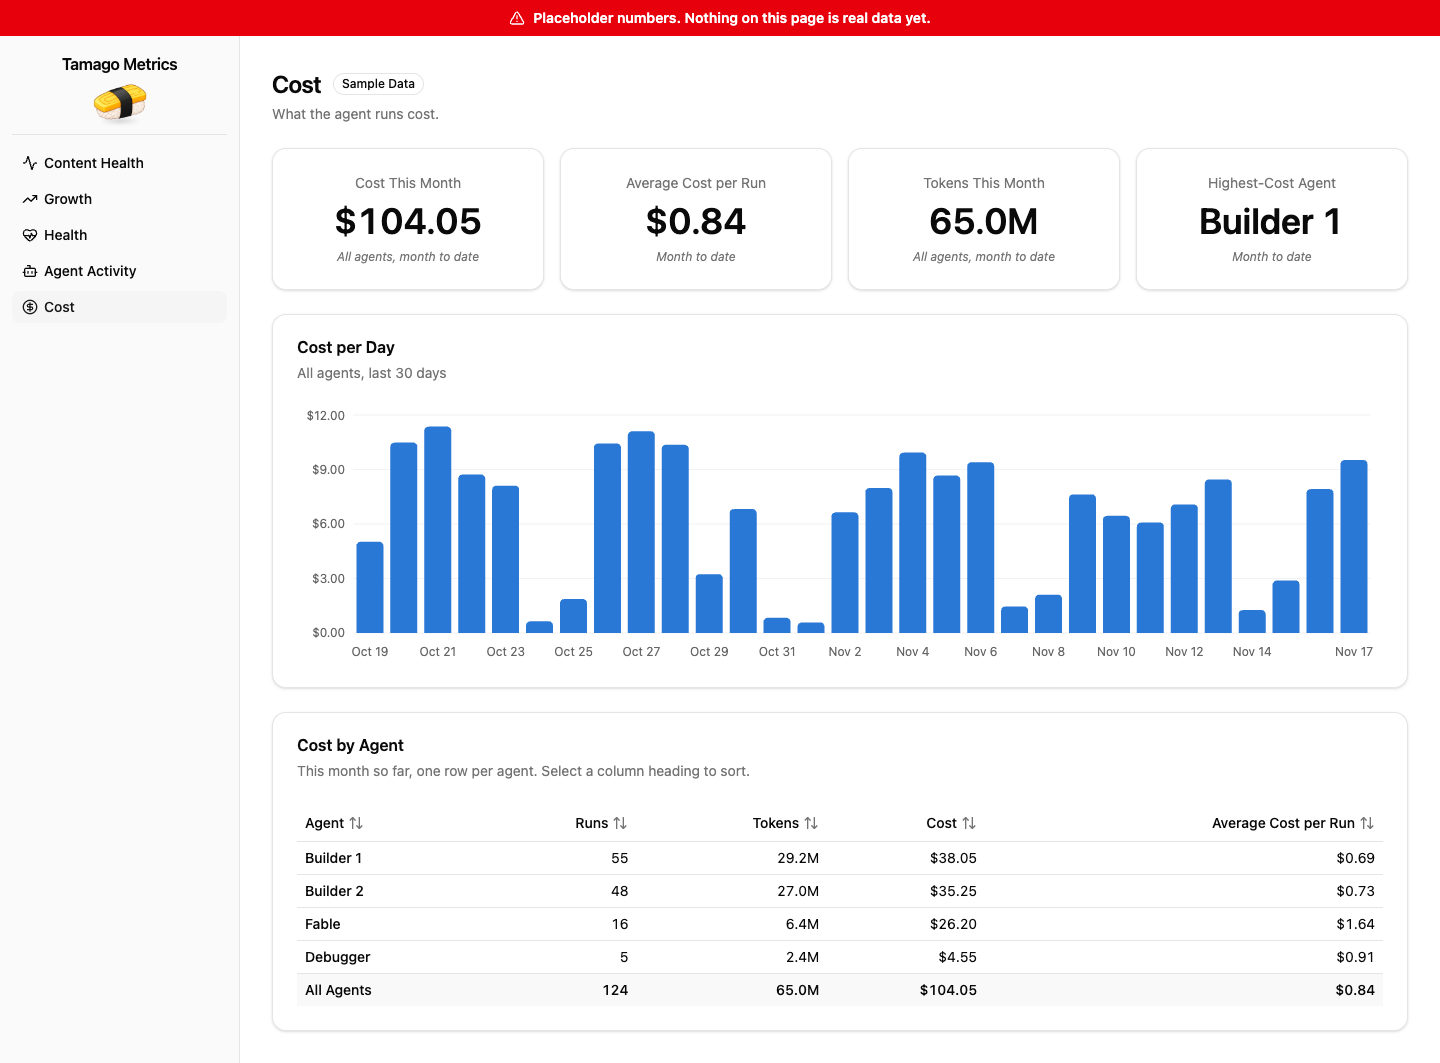 Placeholder numbers. Nothing on this page is real data yet.
Tamago Metrics
Content Health
Growth
Health
Agent Activity
Cost
Cost Sample Data
What the agent runs cost.
Cost This Month
$104.05
All agents, month to date
Average Cost per Run
$0.84
Month to date
Tokens This Month
65.0M
All agents, month to date
Highest-Cost Agent
Builder 1
Month to date
Cost per Day
All agents, last 30 days
$12.00
$9.00
$6.00
$3.00
$0.00
Oct 19 Oct 21 Oct 23 Oct 25 Oct 27 Oct 29 Oct 31 Nov 2 Nov 4 Nov 6 Nov 8 Nov 10 Nov 12 Nov 14 Nov 17
Cost by Agent
This month so far, one row per agent. Select a column heading to sort.
Agent Runs Tokens Cost Average Cost per Run
Builder 1 55 29.2M $38.05 $0.69
Builder 2 48 27.0M $35.25 $0.73
Fable 16 6.4M $26.20 $1.64
Debugger 5 2.4M $4.55 $0.91
All Agents 124 65.0M $104.05 $0.84